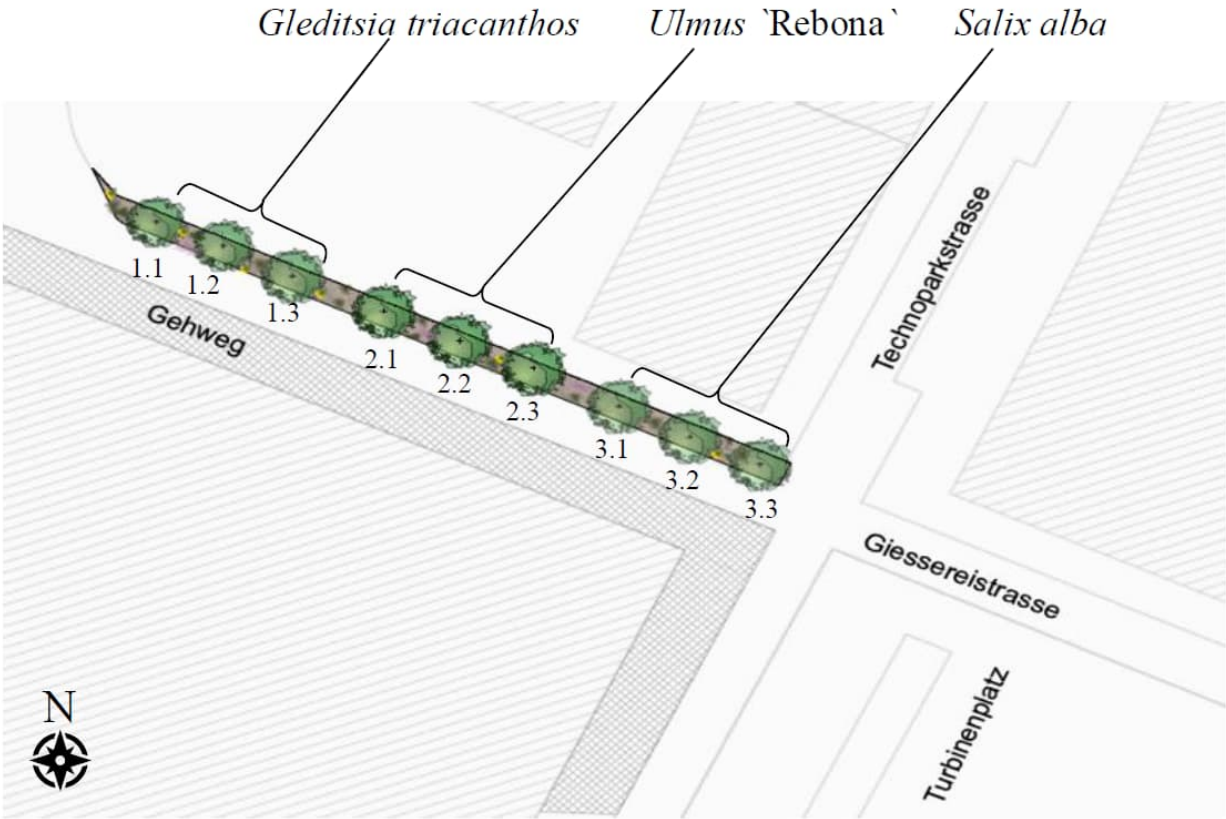 Gleditsia triacanthos
Ulmus `Rebona`
Salix alba
1.1
1.2
1.3
2.1
2.2
2.3
3.1
3.2
3.3
Gehweg
Technoparkstrasse
Giessereistrasse
Turbinenplatz
N